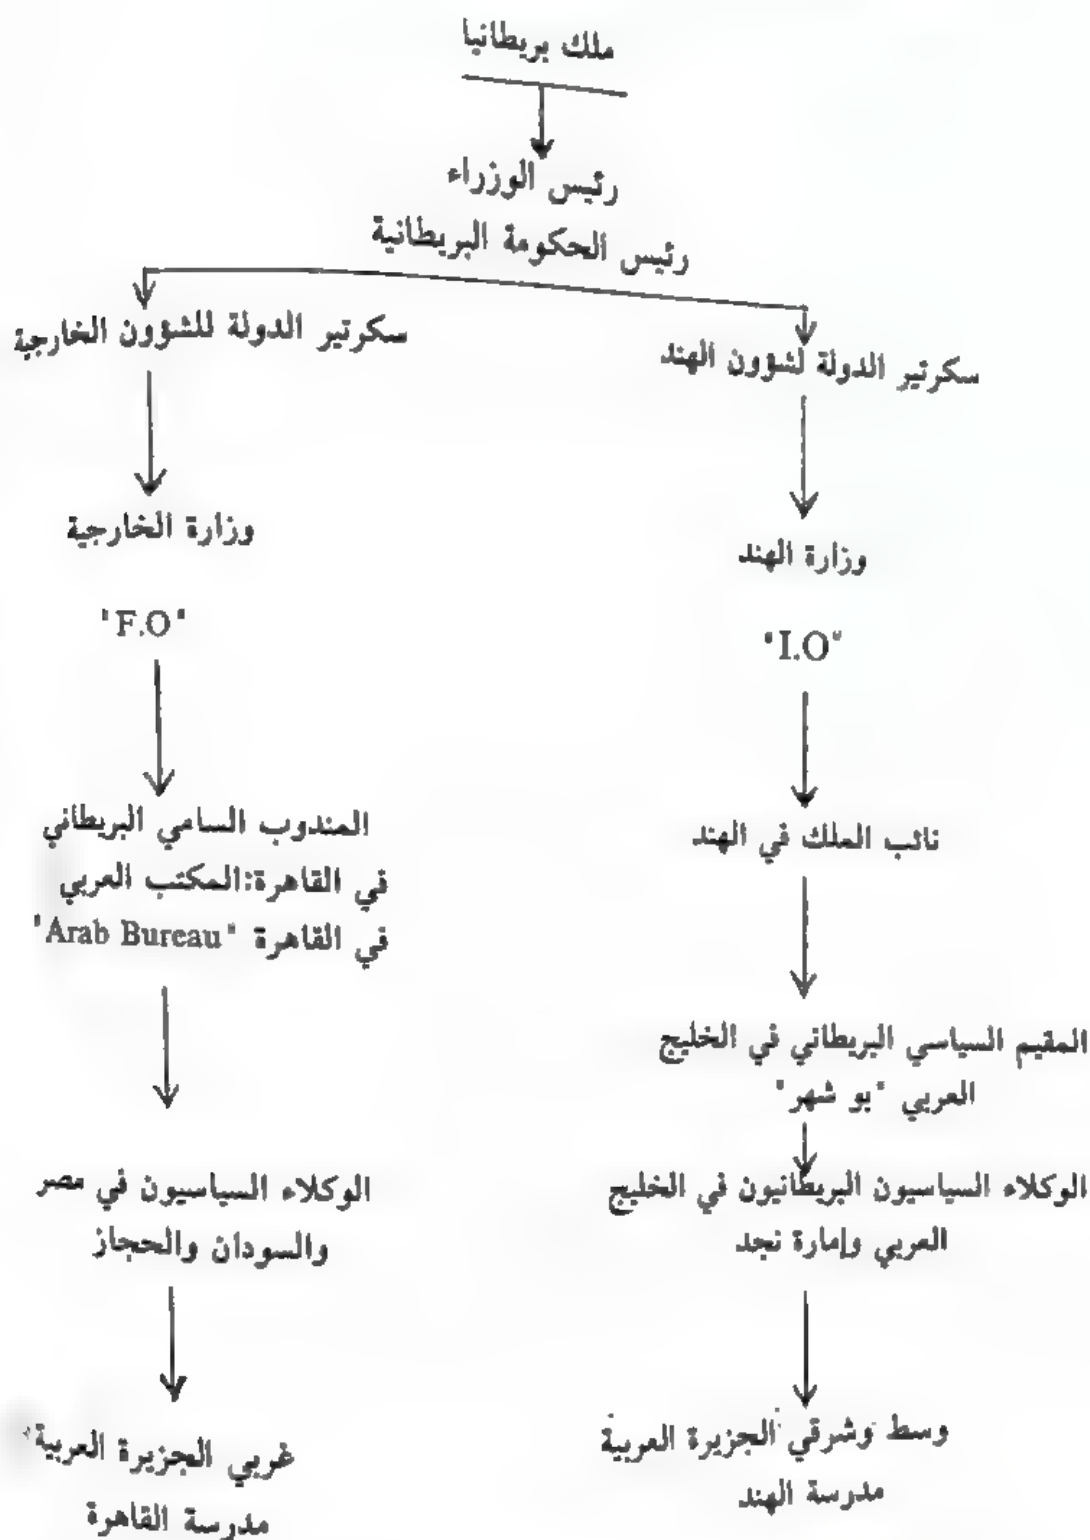 ملك بريطانيا
رئيس الوزراء
رئيس الحكومة البريطانية
سكرتير الدولة لشؤون الهند
وزارة الهند
"I.O"
نائب الملك في الهند
المقيم السياسي البريطاني في الخليج
العربي "بو شهر"
الوكلاء السياسيون البريطانيون في الخليج
العربي وإمارة نجد
وسط وشرقي الجزيرة العربية
مدرسة الهند
سكرتير الدولة للشؤون الخارجية
وزارة الخارجية
"F.O"
المندوب السامي البريطاني
في القاهرة:المكتب العربي
في القاهرة "Arab Bureau"
الوكلاء السياسيون في مصر
والسودان والحجاز
غربي الجزيرة العربية
مدرسة القاهرة